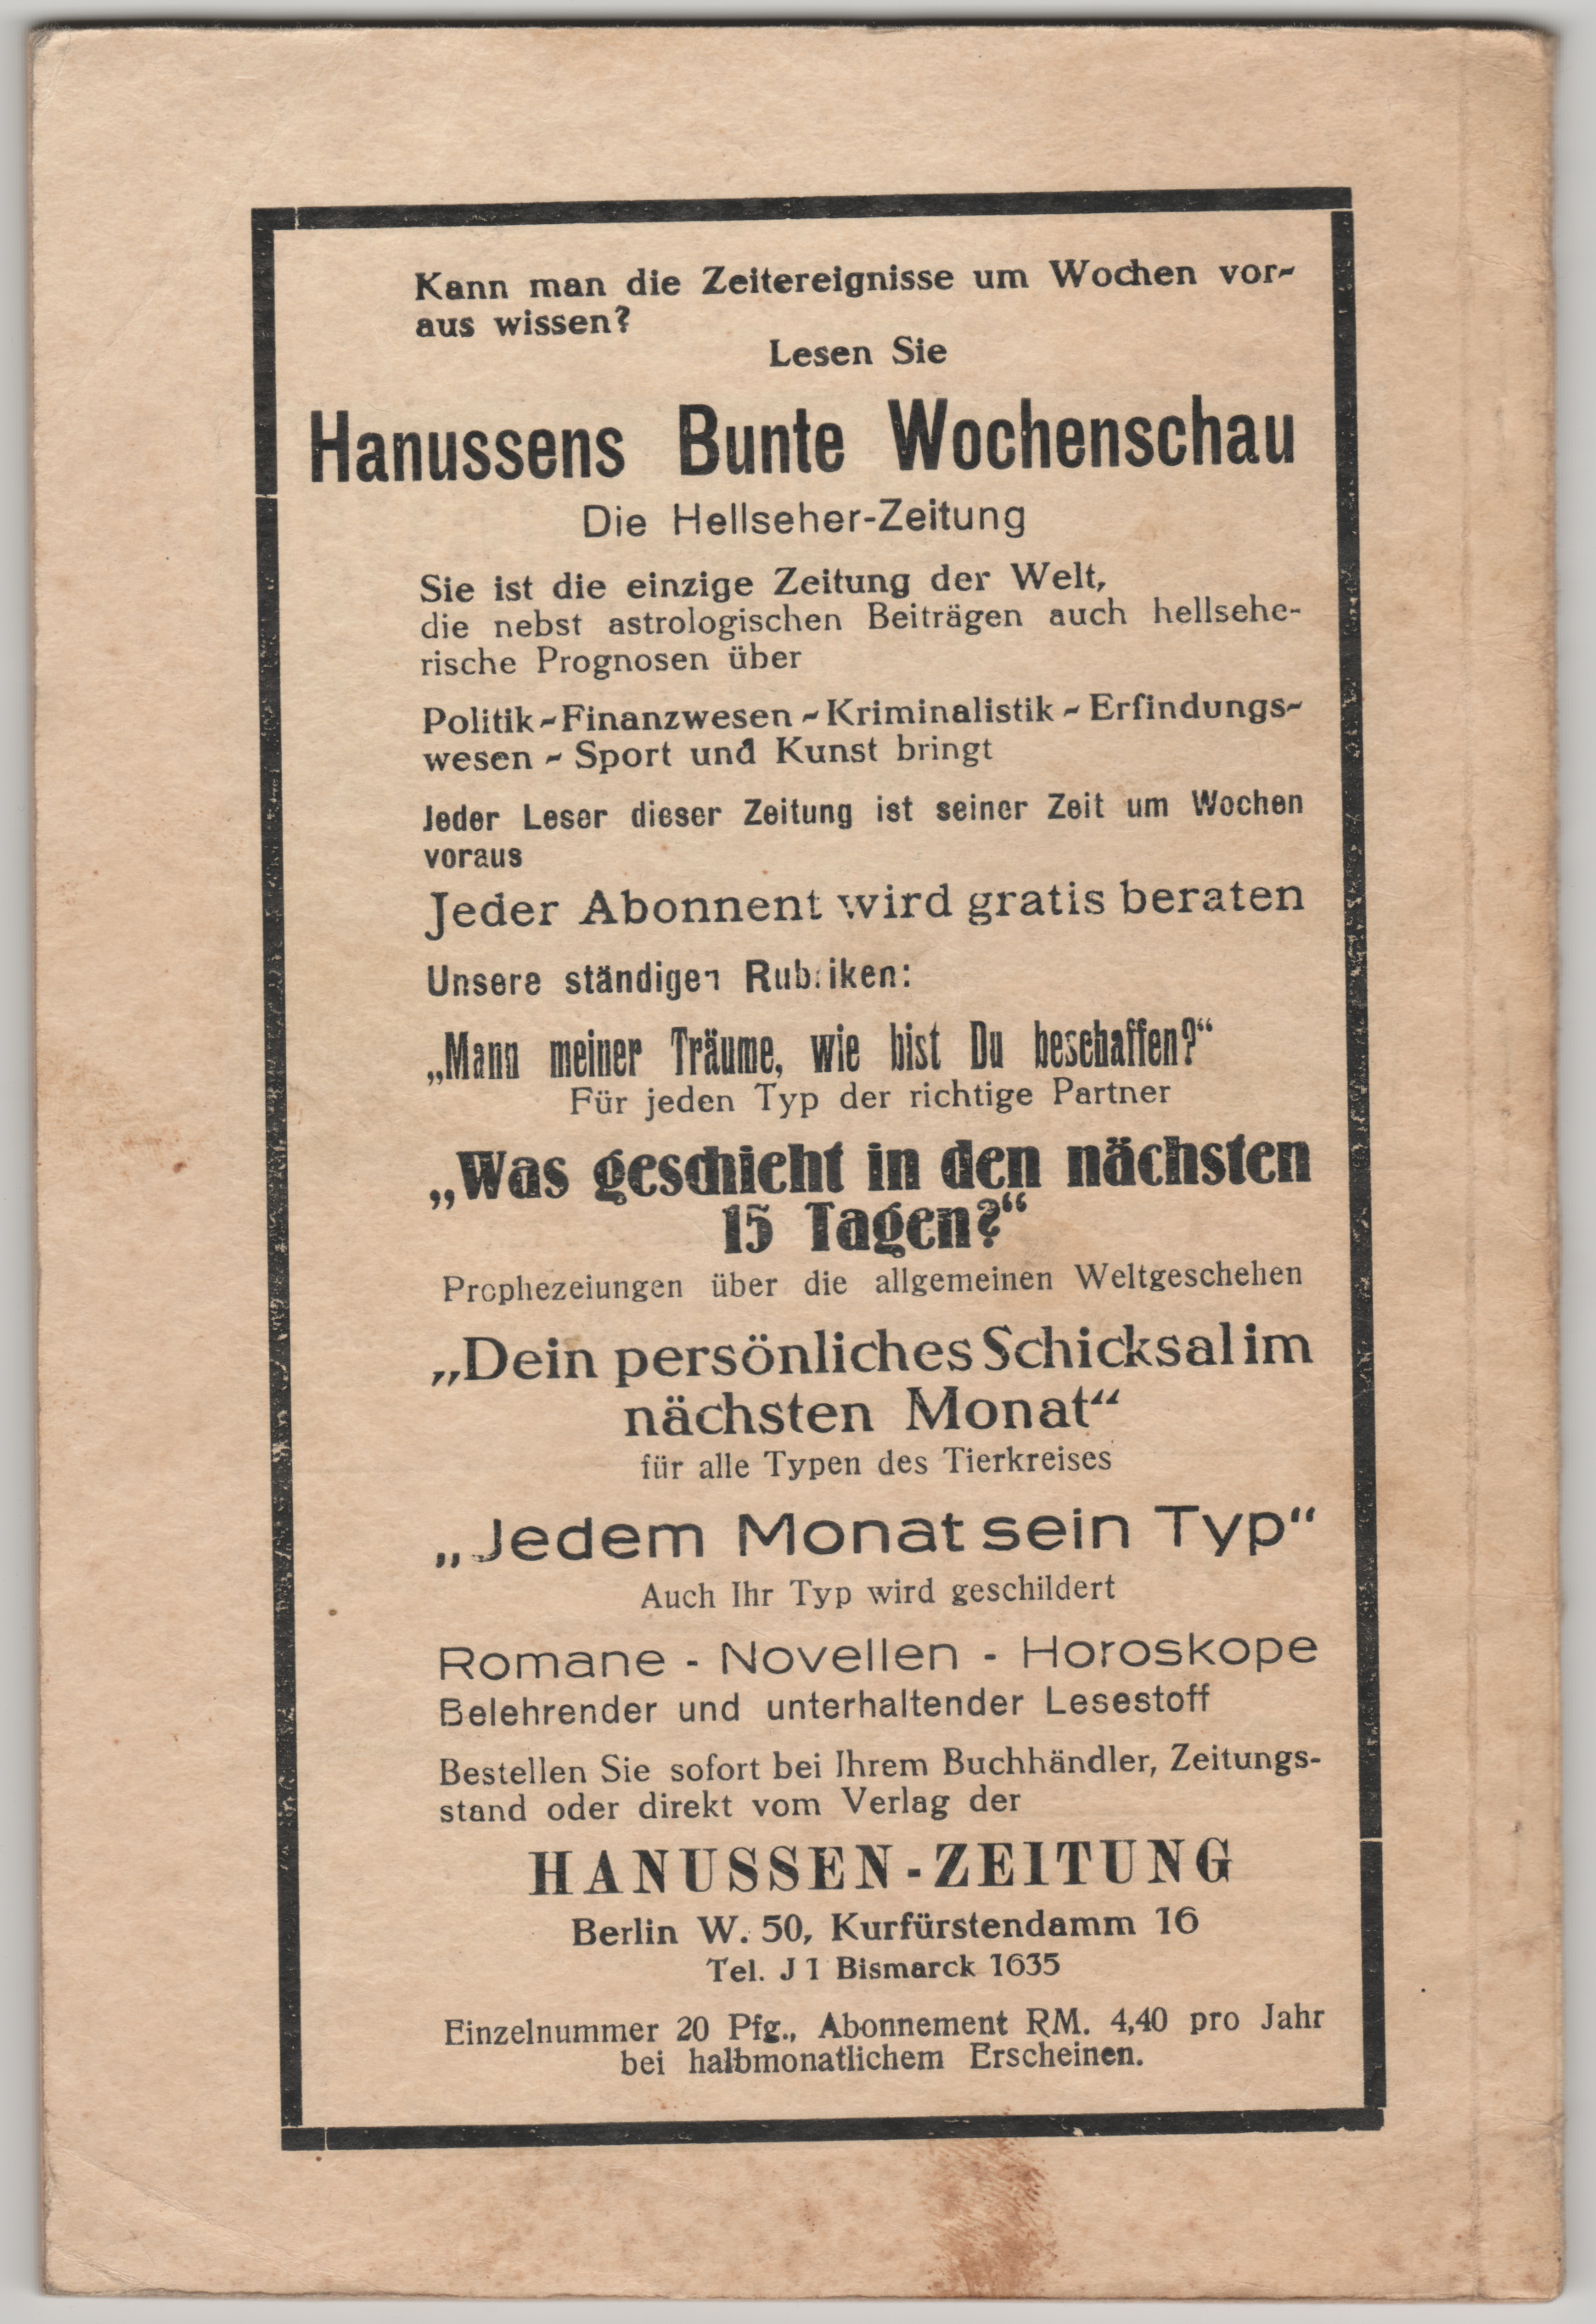 Kann man die Zeitereignisse um Wochen vor-
aus wissen?
Lesen Sie
Hanussens Bunte Wochenschau
Die Hellseher-Zeitung
Sie ist die einzige Zeitung der Welt,
die nebst astrologischen Beiträgen auch hellsehe-
rische Prognosen über
Politik-Finanzwesen-Kriminalistik-Erfindungs-
wesen - Sport und Kunst bringt
Jeder Leser dieser Zeitung ist seiner Zeit um Wochen
voraus
Jeder Abonnent wird gratis beraten
Unsere ständigen Rubriken:
„Mann meiner Träume, wie bist Du beschaffen?“
Für jeden Typ der richtige Partner
„Was geschieht in den nächsten
15 Tagen?“
Prophezeiungen über die allgemeinen Weltgeschehen
„Dein persönliches Schicksal im
nächsten Monat“
für alle Typen des Tierkreises
„Jedem Monat sein Typ“
Auch Ihr Typ wird geschildert
Romane - Novellen - Horoskope
Belehrender und unterhaltender Lesestoff
Bestellen Sie sofort bei Ihrem Buchhändler, Zeitungs-
stand oder direkt vom Verlag der
HANUSSEN-ZEITUNG
Berlin W. 50, Kurfürstendamm 16
Tel. J 1 Bismarck 1635
Einzelnummer 20 Pfg., Abonnement RM. 4,40 pro Jahr
bei halbmonatlichem Erscheinen.